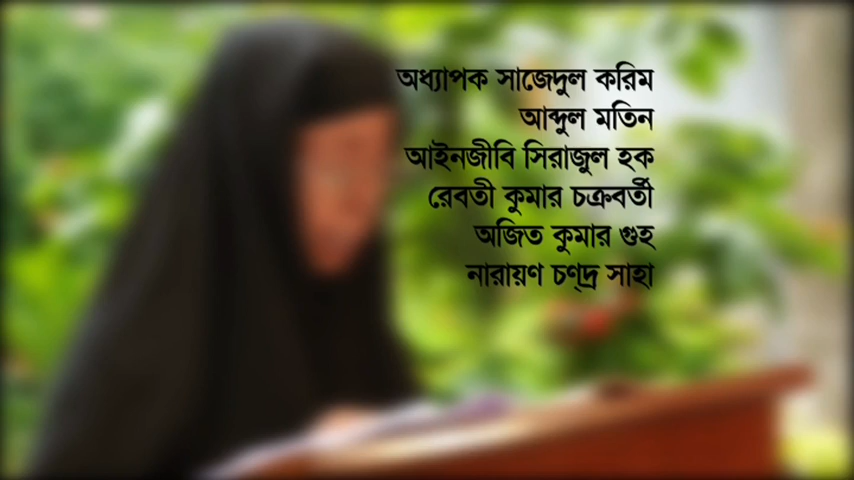 অধ্যাপক সাজেদুল করিম
আব্দুল মতিন
আইনজীবি সিরাজুল হক
রেবতী কুমার চক্রবর্তী
অজিত কুমার গুহ
নারায়ণ চণ্দ্র সাহা